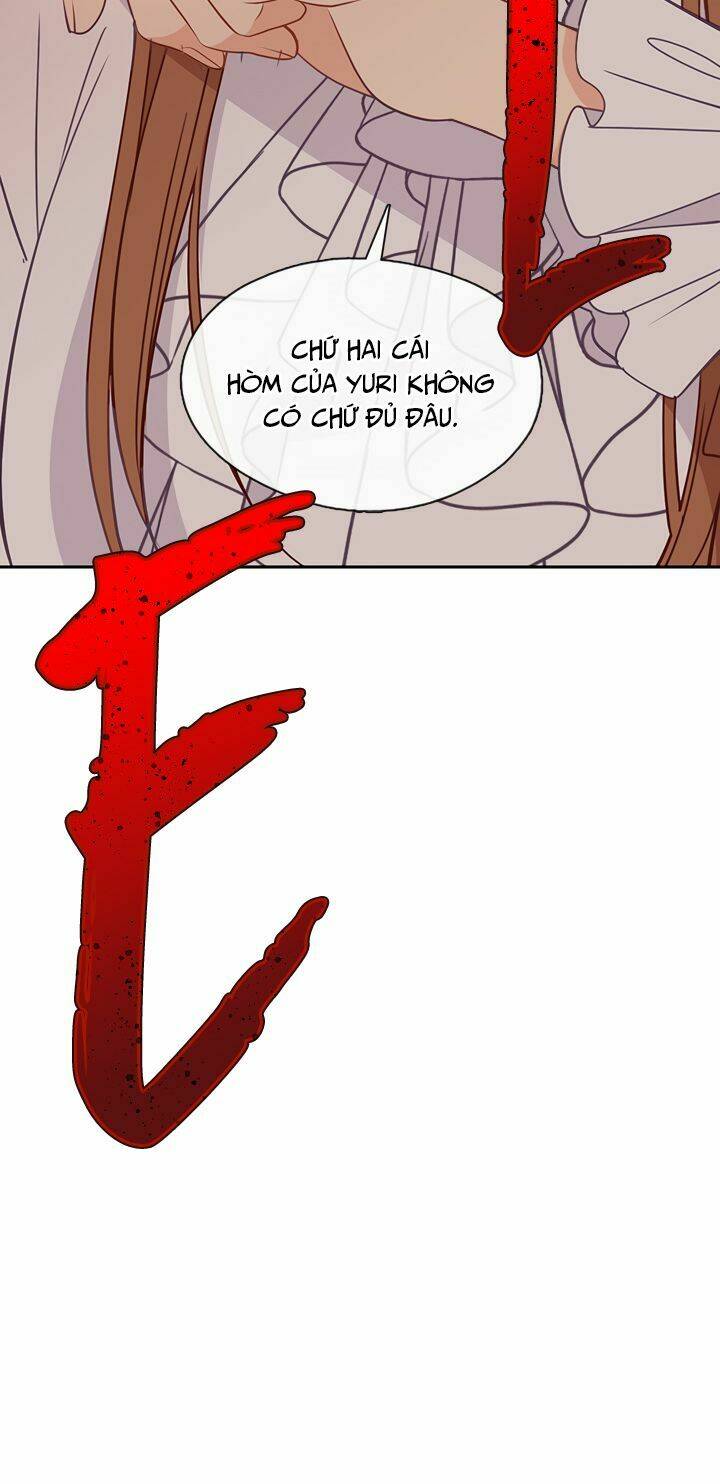 CHỨ HAI CÁI
HÒM CỦA YURI KHÔNG
CÓ CHỨ ĐỦ ĐÂU.